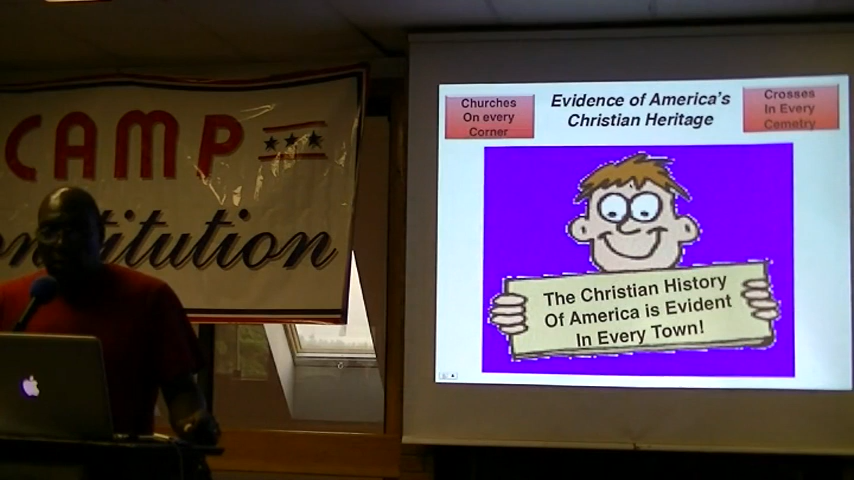 CAMP
onstitution
Churches
On every
Corner
Evidence of America's
Christian Heritage
Crosses
In Every
Cemetry
The Christian History
Of America is Evident
In Every Town!